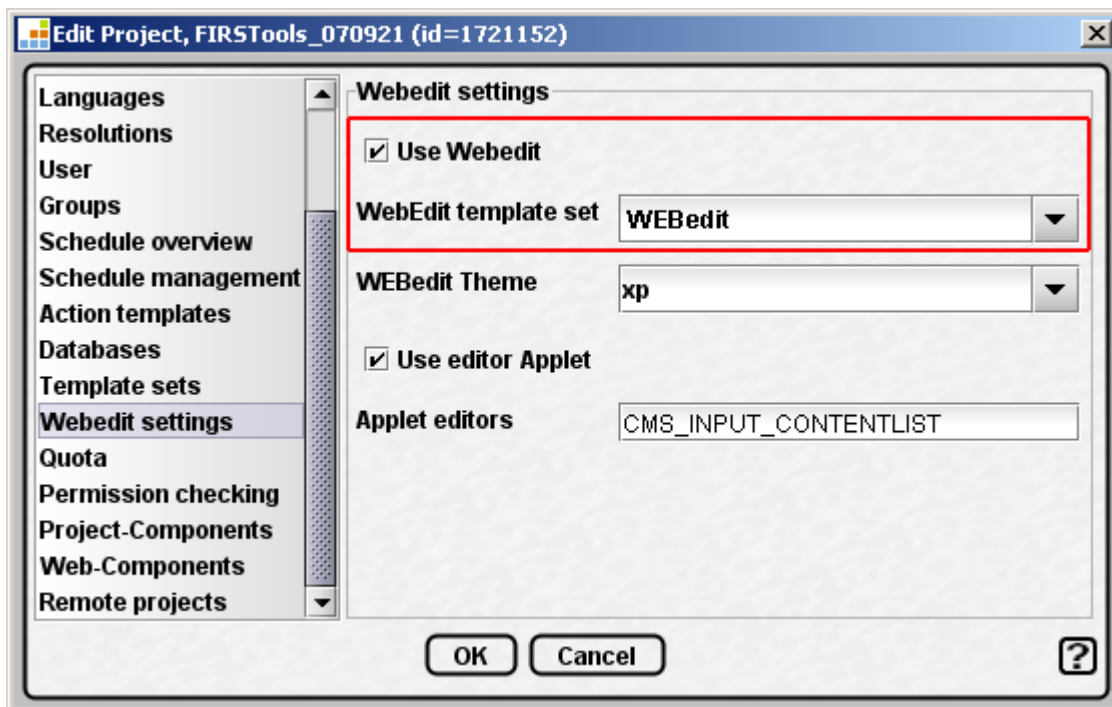 Edit Project, FIRSTools_070921 (id=1721152)
Languages
Resolutions
User
Groups
Schedule overview
Schedule management
Action templates
Databases
Template sets
Webedit settings
Quota
Permission checking
Project-Components
Web-Components
Remote projects
Webedit settings
Use Webedit
WebEdit template set
WEBedit
WEBedit Theme
xp
Use editor Applet
Applet editors
CMS_INPUT_CONTENTLIST
OK
Cancel
?